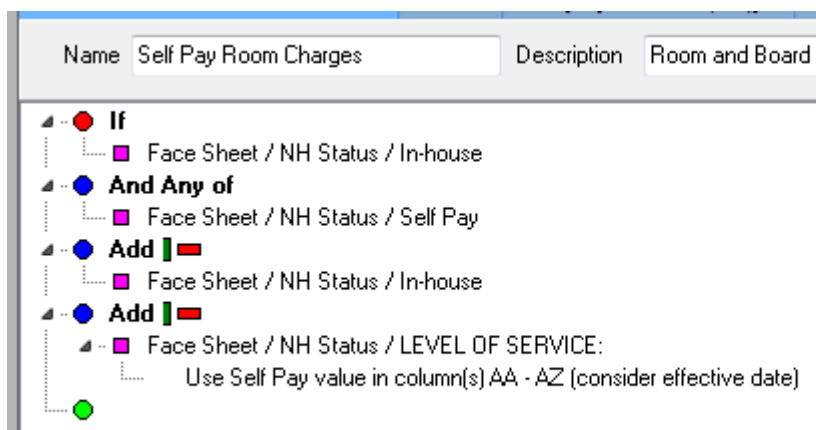 Name Self Pay Room Charges Description Room and Board
If
Face Sheet / NH Status / In-house
And Any of
Face Sheet / NH Status / Self Pay
Add
Face Sheet / NH Status / In-house
Add
Face Sheet / NH Status / LEVEL OF SERVICE:
Use Self Pay value in column(s) AA - AZ (consider effective date)